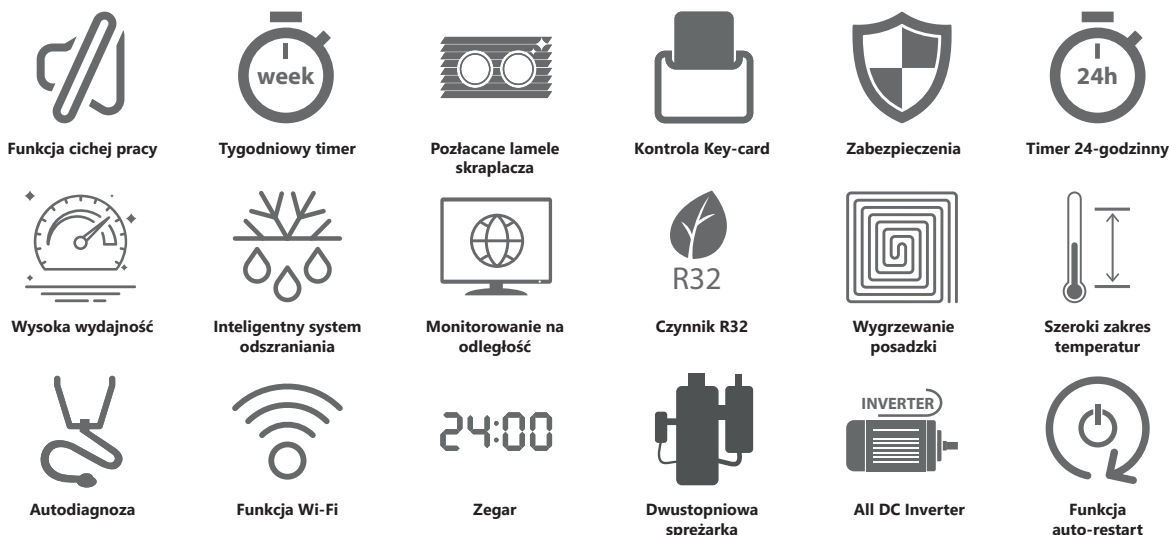 week
24h
Funkcja cichej pracy
Tygodniowy timer
Pozłacane lamele
skraplacza
Kontrola Key-card
Zabezpieczenia
Timer 24-godzinny
R32
Wysoka wydajność
Inteligentny system
odszraniania
Monitorowanie na
odległość
Czynnik R32
Wygrzewanie
posadzki
Szeroki zakres
temperatur
24:00
INVERTER
Autodiagnoza
Funkcja Wi-Fi
Zegar
Dwustopniowa
sprężarka
All DC Inverter
Funkcja
auto-restart